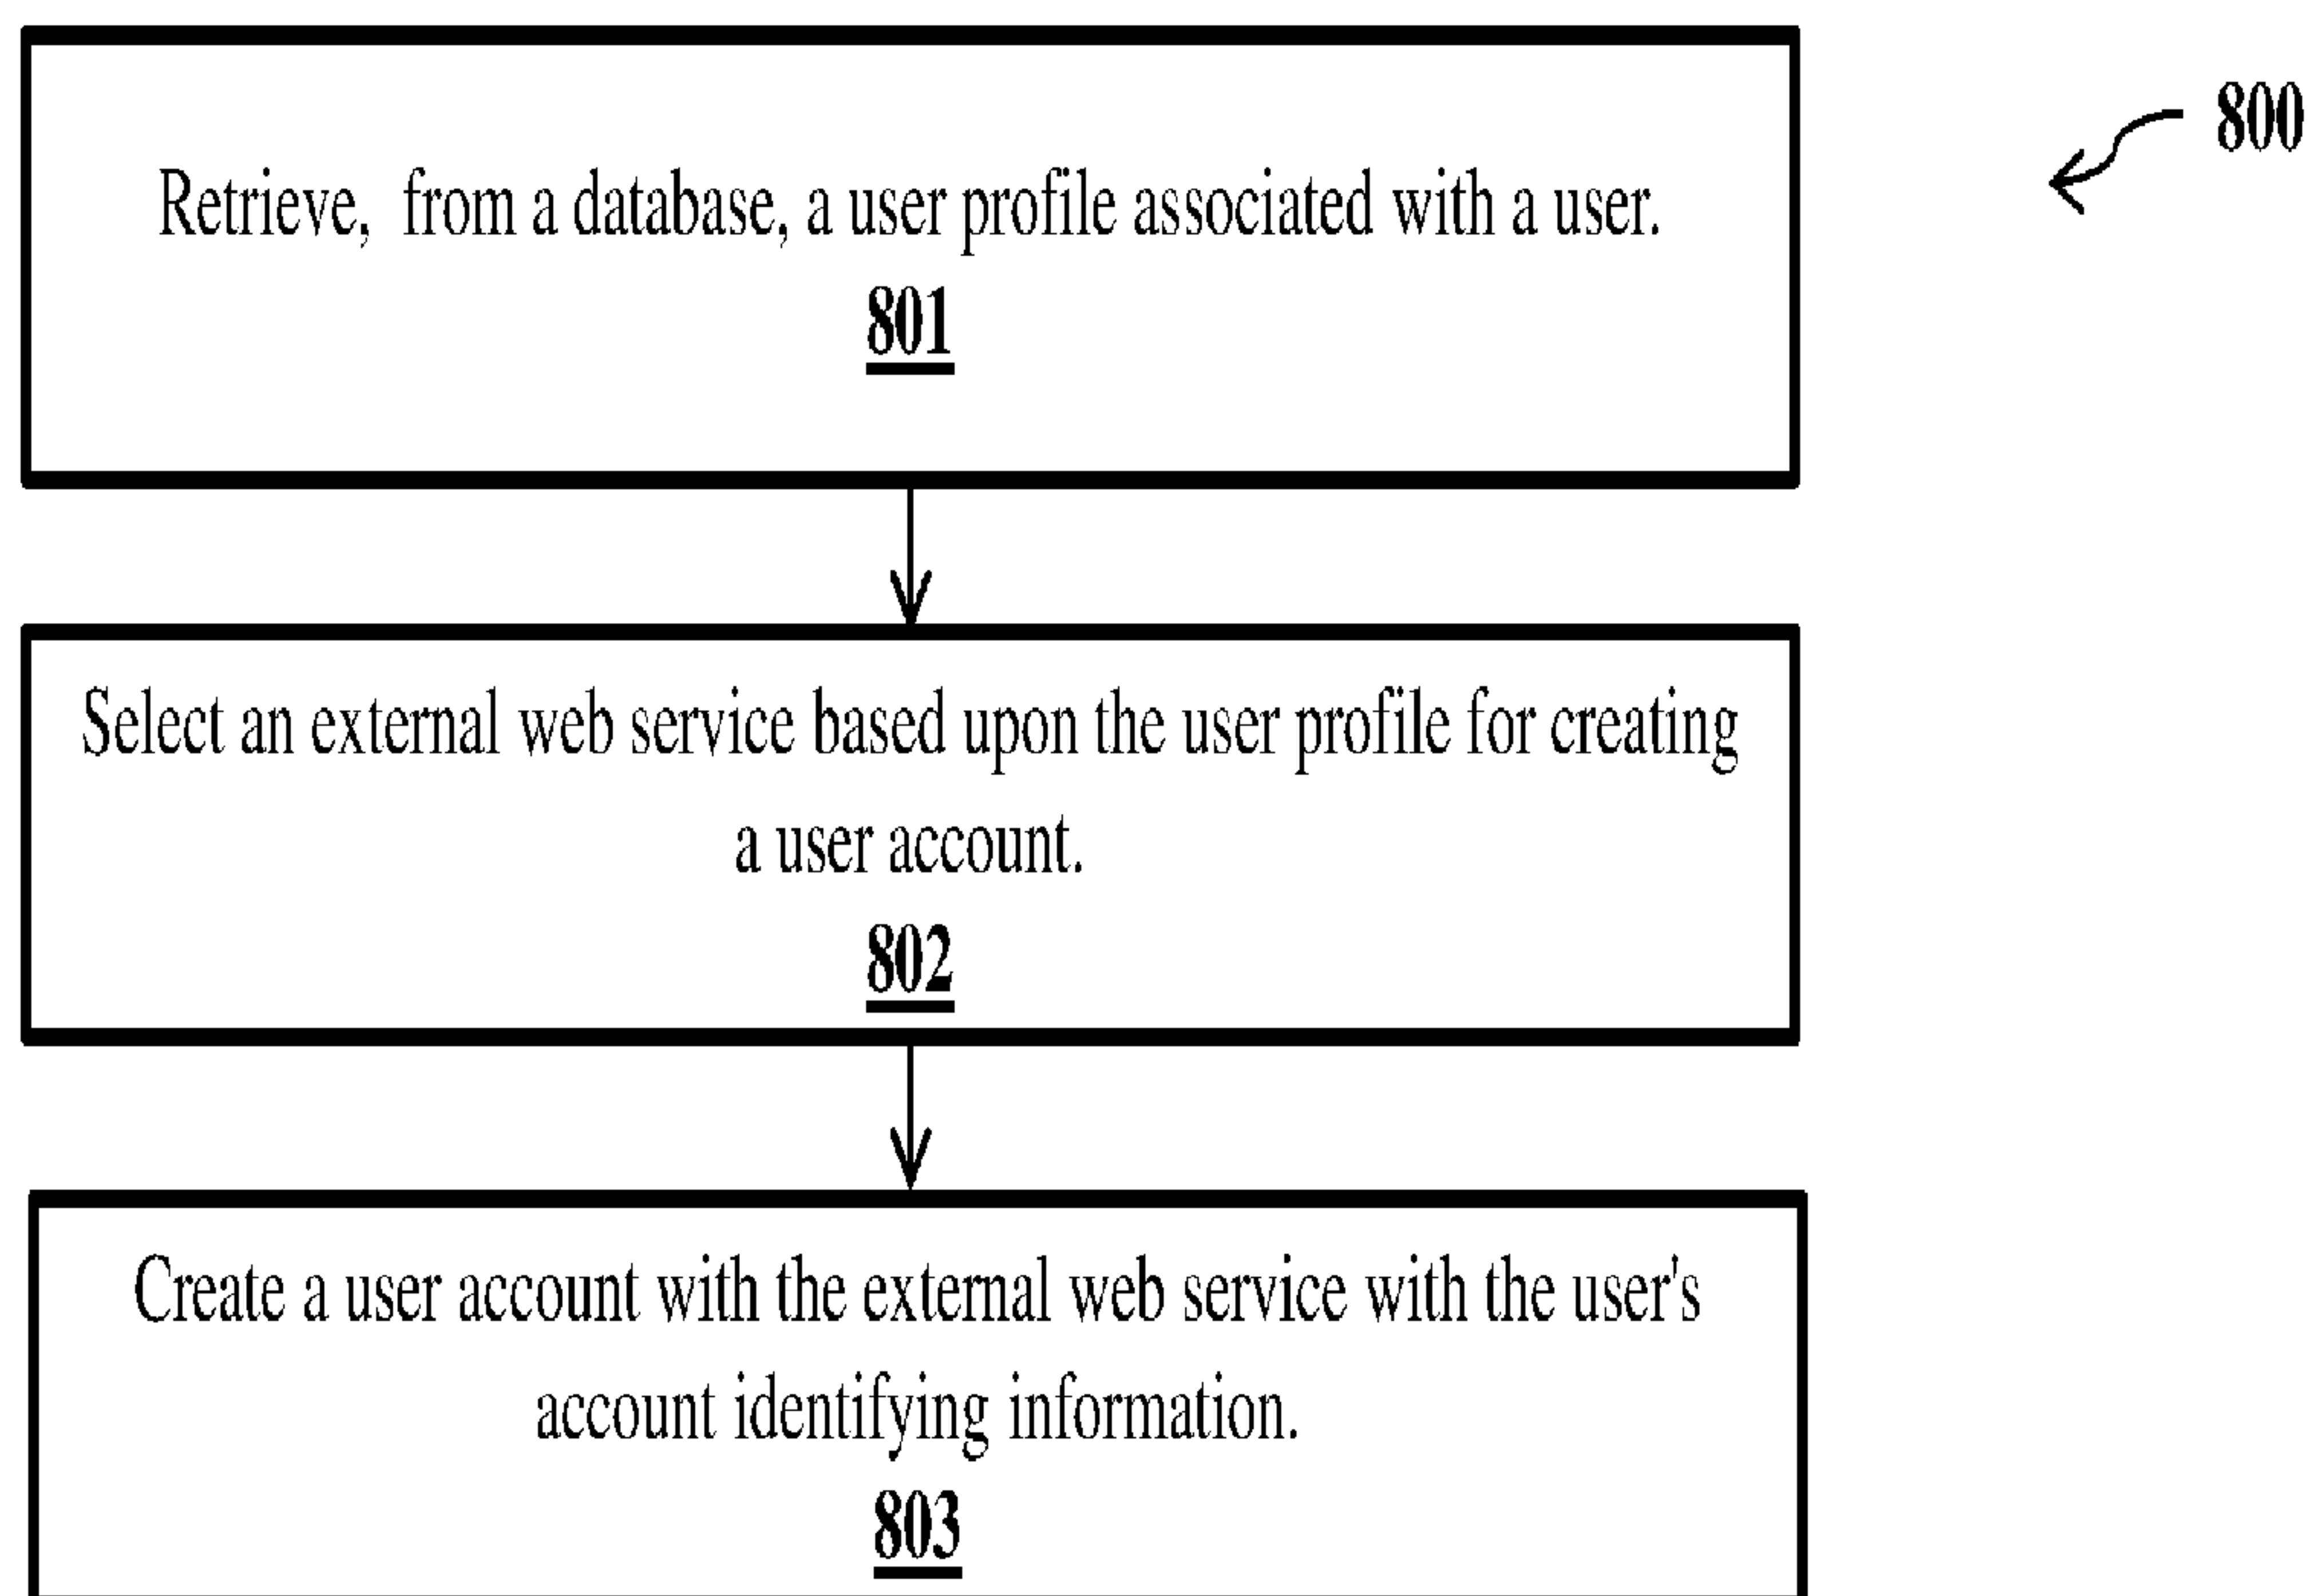 800
Retrieve, from a database, a user profile associated with a user.
801
Select an external web service based upon the user profile for creating
a user account.
802
Create a user account with the external web service with the user's
account identifying information.
803